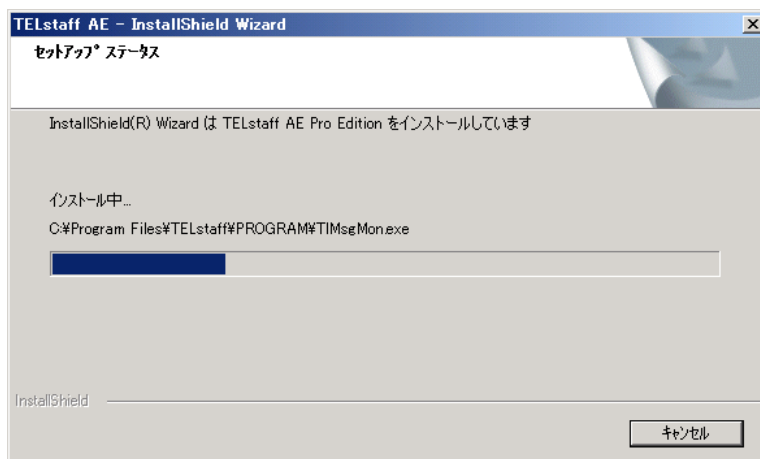 TELstaff AE - InstallShield Wizard
セットアップ ステータス
InstallShield(R) Wizard は TELstaff AE Pro Edition をインストールしています
インストール中...
C:¥Program Files¥TELstaff¥PROGRAM¥TIMsgMon.exe
InstallShield
キャンセル